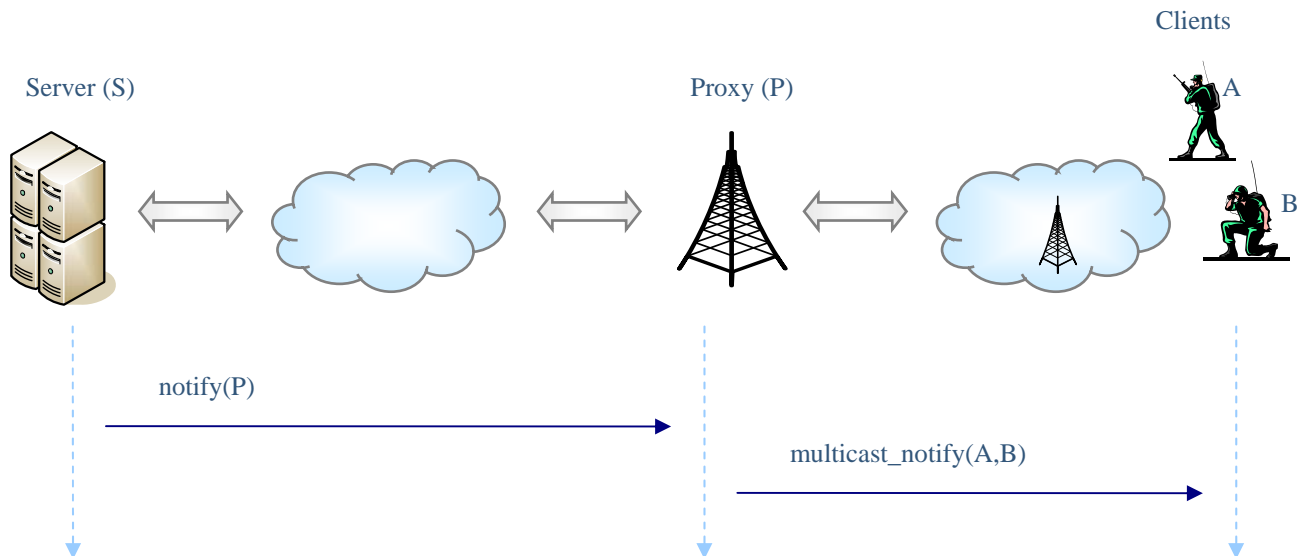 Clients
Server (S)
Proxy (P)
A
B
notify(P)
multicast_notify(A,B)